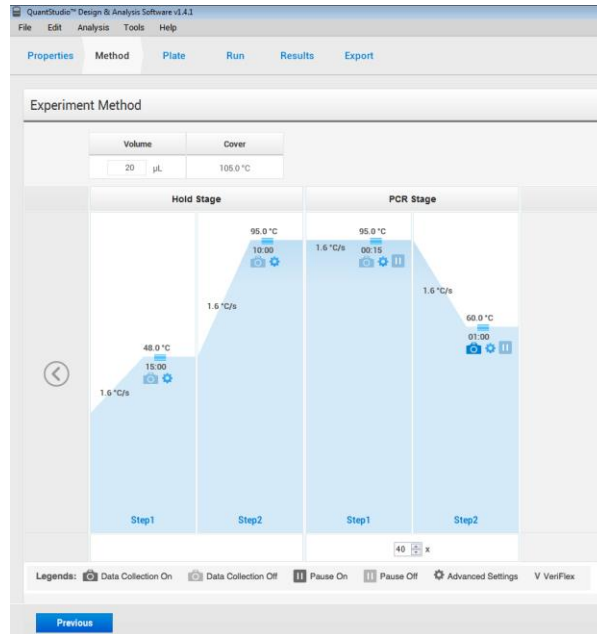 QuantStudio™ Design & Analysis Software v1.4.1
File Edit Analysis Tools Help
Properties Method Plate Run Results Export
Experiment Method
Volume Cover
20 µL 105.0 °C
Hold Stage PCR Stage
95.0 °C 95.0 °C
10:00 1.6 °C/s 00:15
1.6 °C/s
1.6 °C/s
60.0 °C
01:00
48.0 °C
15:00
1.6 °C/s
Step1 Step2 Step1 Step2
40 x
Legends: Data Collection On Data Collection Off Pause On Pause Off Advanced Settings V VeriFlex
Previous